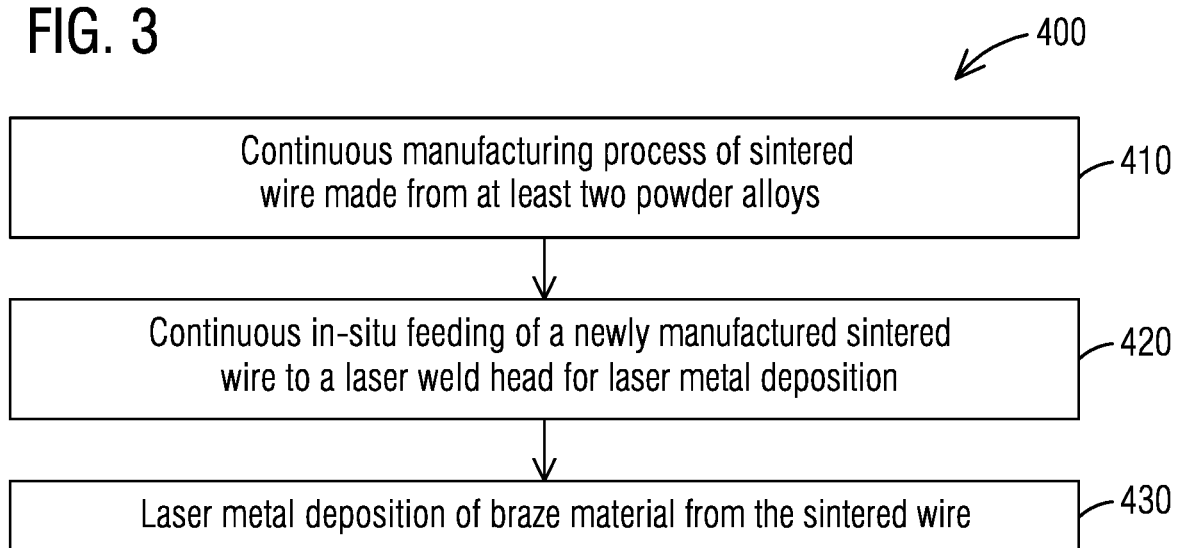 FIG. 3
400
Continuous manufacturing process of sintered
wire made from at least two powder alloys
410
Continuous in-situ feeding of a newly manufactured sintered
wire to a laser weld head for laser metal deposition
420
Laser metal deposition of braze material from the sintered wire
430